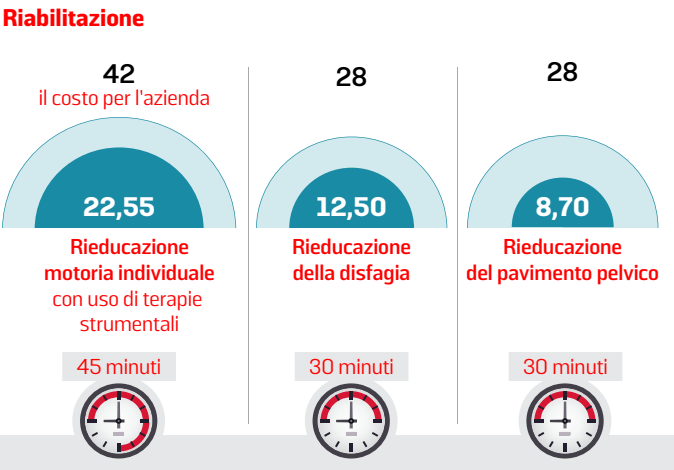 Riabilitazione
42
il costo per l'azienda
22,55
Rieducazione
motoria individuale
con uso di terapie
strumentali
45 minuti
28
12,50
Rieducazione
della disfagia
30 minuti
28
8,70
Rieducazione
del pavimento pelvico
30 minuti